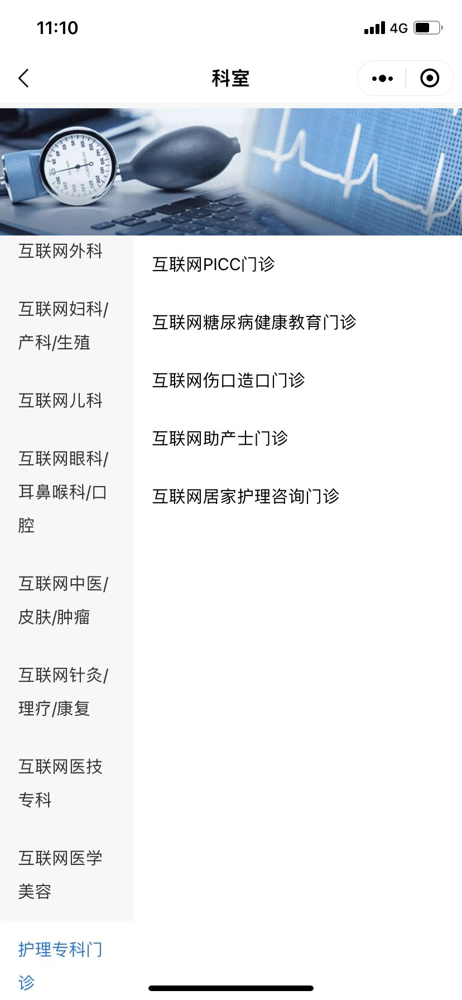 11:10
4G
科室
互联网外科
互联网妇科/
产科/生殖
互联网儿科
互联网眼科/
耳鼻喉科/口
腔
互联网中医/
皮肤/肿瘤
互联网针灸/
理疗/康复
互联网医技
专科
互联网医学
美容
护理专科门
诊
互联网PICC门诊
互联网糖尿病健康教育门诊
互联网伤口造口门诊
互联网助产士门诊
互联网居家护理咨询门诊